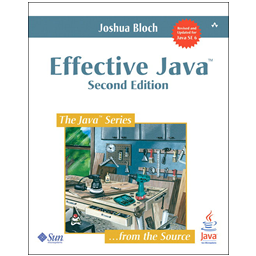 Joshua Bloch
Revised and
Updated for
Java SE 6
Effective Java™
Second Edition
The Java™ Series
...from the Source
Sun
Java